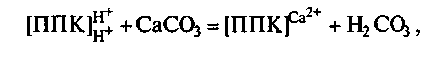 [ППК]H⁺H⁺ + CaCO₃ = [ППК]Ca²⁺ + H₂CO₃,